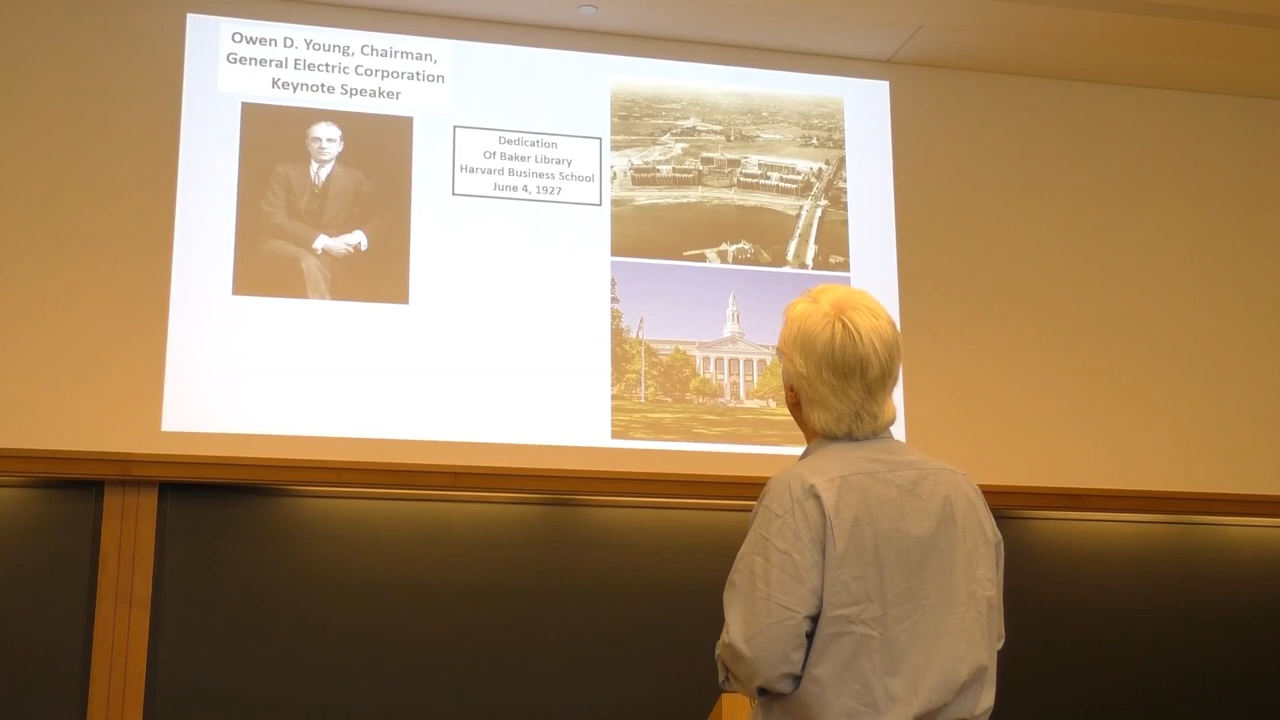 Owen D. Young, Chairman,
General Electric Corporation
Keynote Speaker
Dedication
Of Baker Library
Harvard Business School
June 4, 1927